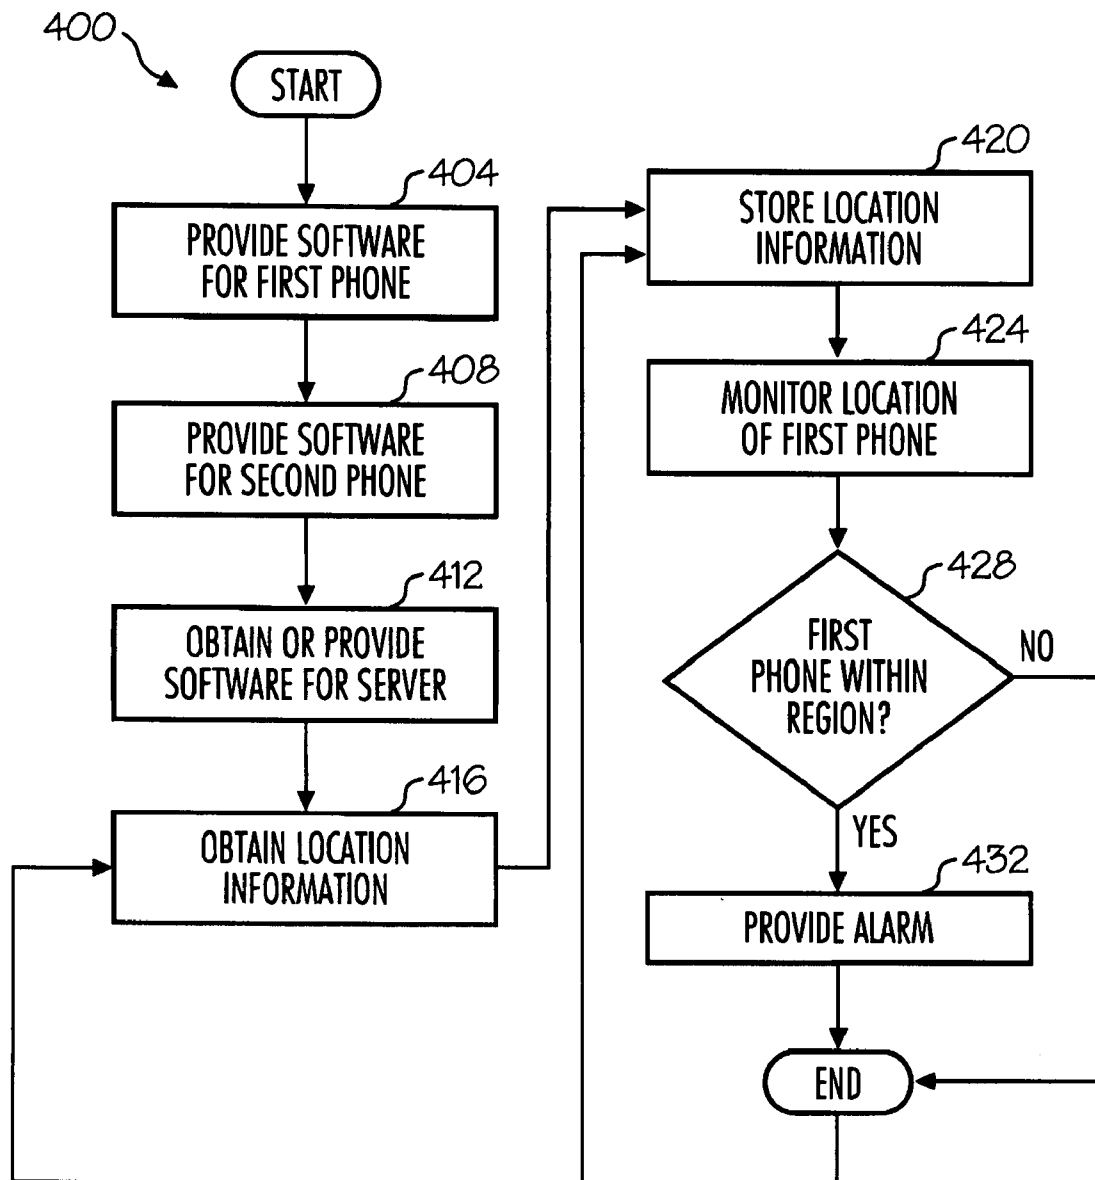 400
START
404
PROVIDE SOFTWARE
FOR FIRST PHONE
408
PROVIDE SOFTWARE
FOR SECOND PHONE
412
OBTAIN OR PROVIDE
SOFTWARE FOR SERVER
416
OBTAIN LOCATION
INFORMATION
420
STORE LOCATION
INFORMATION
424
MONITOR LOCATION
OF FIRST PHONE
428
FIRST
PHONE WITHIN
REGION?
NO
YES
432
PROVIDE ALARM
END